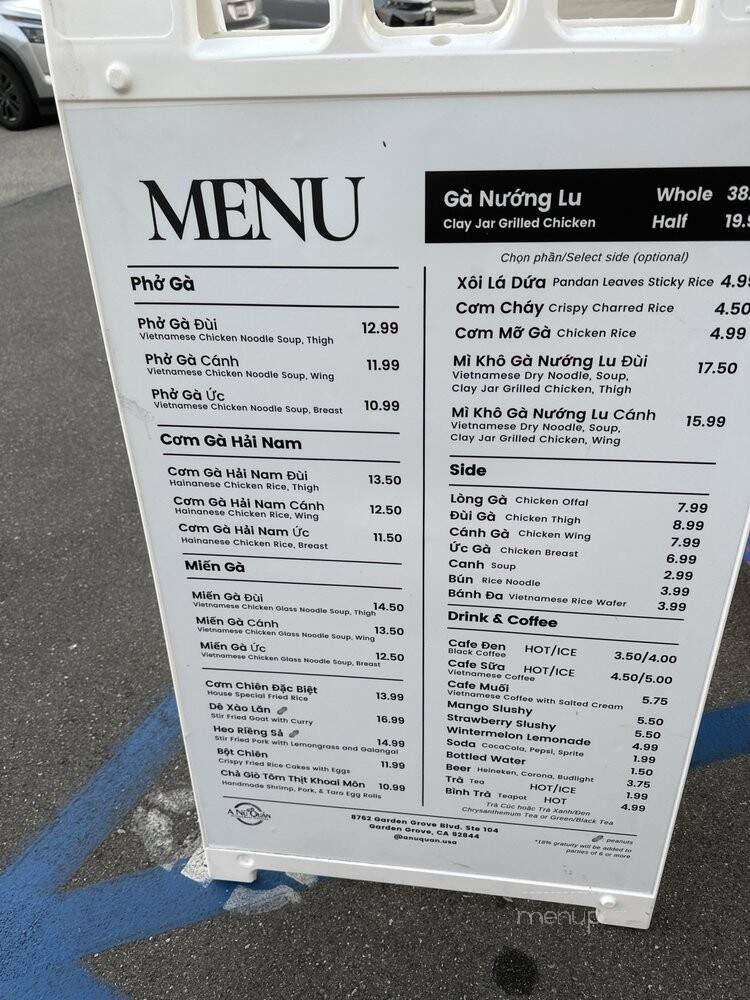 MENU
Phở Gà
Phở Gà Đùi 12.99
Vietnamese Chicken Noodle Soup, Thigh
Phở Gà Cánh 11.99
Vietnamese Chicken Noodle Soup, Wing
Phở Gà Ức 10.99
Vietnamese Chicken Noodle Soup, Breast
Cơm Gà Hải Nam
Cơm Gà Hải Nam Đùi 13.50
Hainanese Chicken Rice, Thigh
Cơm Gà Hải Nam Cánh 12.50
Hainanese Chicken Rice, Wing
Cơm Gà Hải Nam Ức 11.50
Hainanese Chicken Rice, Breast
Miến Gà
Miến Gà Đùi 14.50
Vietnamese Chicken Glass Noodle Soup, Thigh
Miến Gà Cánh 13.50
Vietnamese Chicken Glass Noodle Soup, Wing
Miến Gà Ức 12.50
Vietnamese Chicken Glass Noodle Soup, Breast
Cơm Chiên Đặc Biệt 13.99
House Special Fried Rice
Dê Xào Lăn 16.99
Stir Fried Goat with Curry
Heo Riềng Sả 14.99
Stir Fried Pork with Lemongrass and Galangal
Bột Chiên 11.99
Crispy Fried Rice Cakes with Eggs
Chả Giò Tôm Thịt Khoai Môn 10.99
Handmade Shrimp, Pork, & Taro Egg Rolls
Gà Nướng Lu Whole 38.
Clay Jar Grilled Chicken Half 19.9
Chọn phần/Select side (optional)
Xôi Lá Dứa Pandan Leaves Sticky Rice 4.99
Cơm Cháy Crispy Charred Rice 4.50
Cơm Mỡ Gà Chicken Rice 4.99
Mì Khô Gà Nướng Lu Đùi 17.50
Vietnamese Dry Noodle, Soup,
Clay Jar Grilled Chicken, Thigh
Mì Khô Gà Nướng Lu Cánh 15.99
Vietnamese Dry Noodle, Soup,
Clay Jar Grilled Chicken, Wing
Side
Lòng Gà Chicken Offal 7.99
Đùi Gà Chicken Thigh 8.99
Cánh Gà Chicken Wing 7.99
Ức Gà Chicken Breast 6.99
Canh Soup 2.99
Bún Rice Noodle 3.99
Bánh Đa Vietnamese Rice Wafer 3.99
Drink & Coffee
Cafe Đen HOT/ICE 3.50/4.00
Black Coffee
Cafe Sữa HOT/ICE 4.50/5.00
Vietnamese Coffee
Cafe Muối 5.75
Vietnamese Coffee with Salted Cream
Mango Slushy 5.50
Strawberry Slushy 5.50
Wintermelon Lemonade 4.99
Soda CocaCola, Pepsi, Sprite 1.99
Bottled Water 1.50
Beer Heineken, Corona, Budlight 3.75
Trà Tea HOT/ICE 1.99
Bình Trà Teapot HOT 4.99
Trà Cúc hoặc Trà Xanh/Đen
Chrysanthemum Tea or Green/Black Tea
A NỮ QUÁN
8762 Garden Grove Blvd. Ste 104
Garden Grove, CA 92844
@anuquan.usa
peanuts
*18% gratuity will be added to
parties of 6 or more
menup